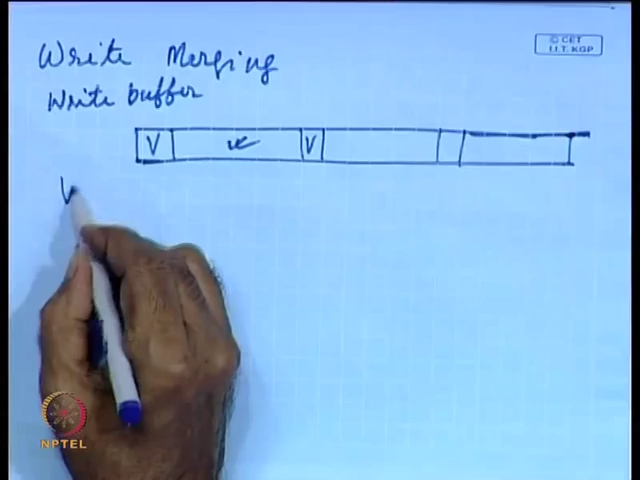 Write Merging
© CET
I.I.T. KGP
Write buffer
V V
V
NPTEL